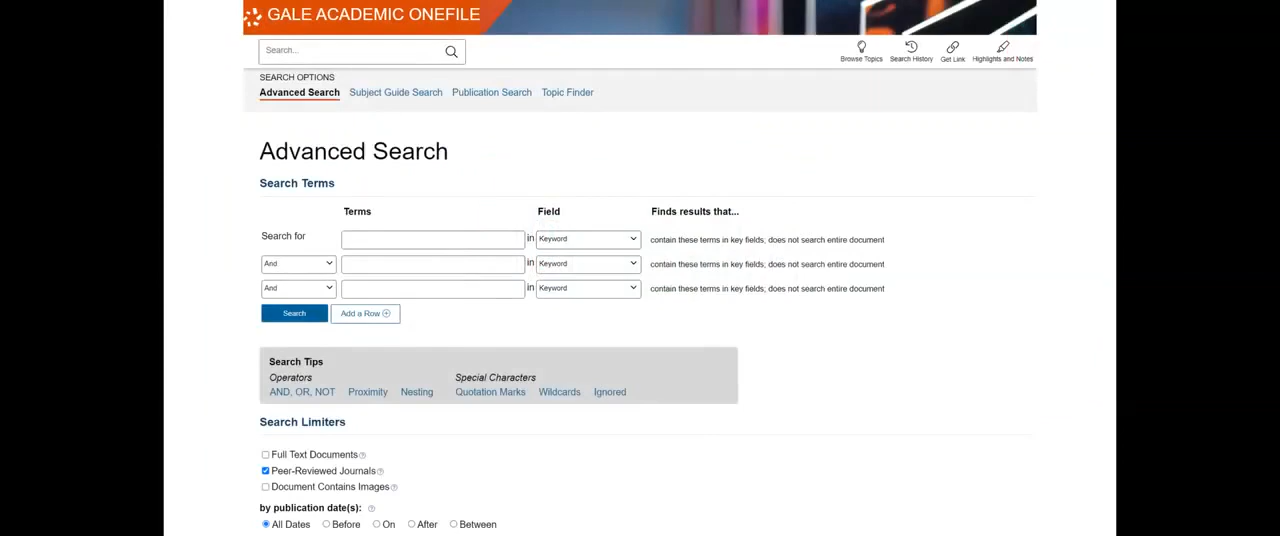 GALE ACADEMIC ONEFILE
Search...
Browse Topics Search History Get Link Highlights and Notes
SEARCH OPTIONS
Advanced Search Subject Guide Search Publication Search Topic Finder
Advanced Search
Search Terms
Terms Field Finds results that...
Search for in Keyword contain these terms in key fields; does not search entire document
And in Keyword contain these terms in key fields; does not search entire document
And in Keyword contain these terms in key fields; does not search entire document
Search Add a Row
Search Tips
Operators Special Characters
AND, OR, NOT Proximity Nesting Quotation Marks Wildcards Ignored
Search Limiters
Full Text Documents
Peer-Reviewed Journals
Document Contains Images
by publication date(s):
All Dates Before On After Between